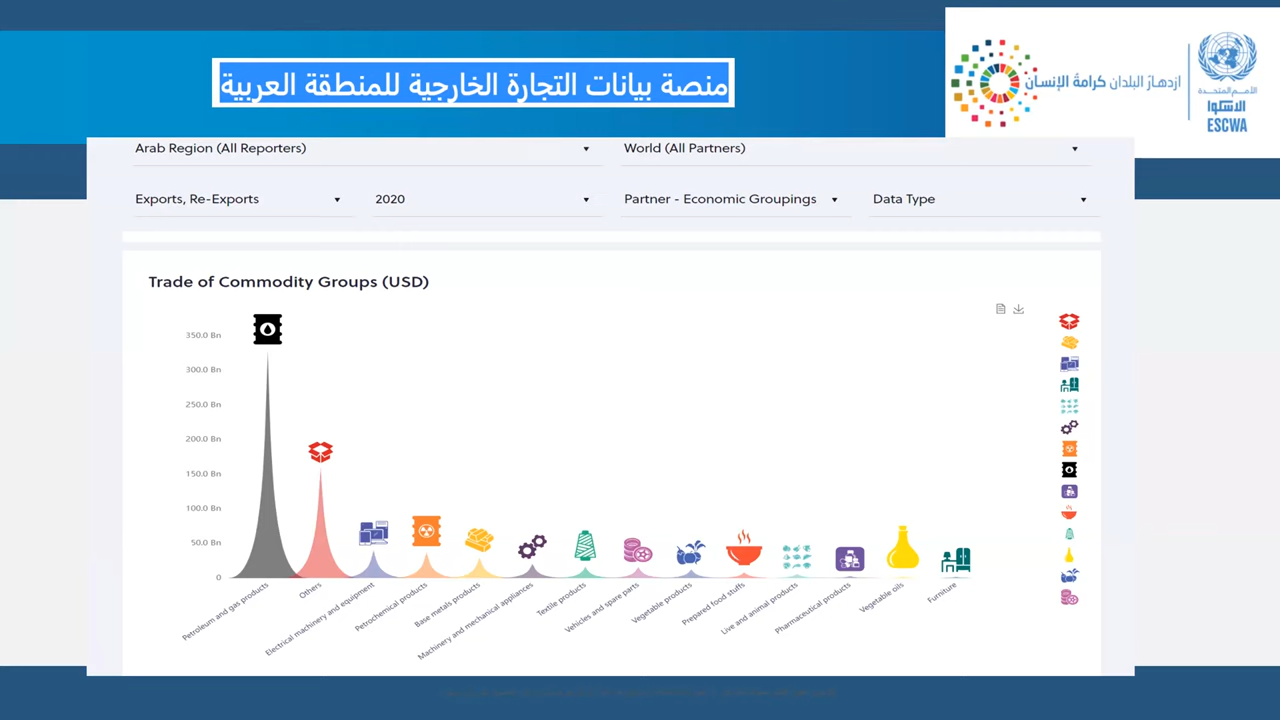 منصة بيانات التجارة الخارجية للمنطقة العربية
ازدهارُ البلدان كرامةُ الإنسان
الأمم المتحدة
الاسكوا
ESCWA
Arab Region (All Reporters)
World (All Partners)
Exports, Re-Exports
2020
Partner - Economic Groupings
Data Type
Trade of Commodity Groups (USD)
350.0 Bn
300.0 Bn
250.0 Bn
200.0 Bn
150.0 Bn
100.0 Bn
50.0 Bn
0
Petroleum and gas products
Others
Electrical machinery and equipment
Petrochemical products
Base metals products
Machinery and mechanical appliances
Textile products
Vehicles and spare parts
Vegetable products
Prepared food stuffs
Live and animal products
Pharmaceutical products
Vegetable oils
Furniture